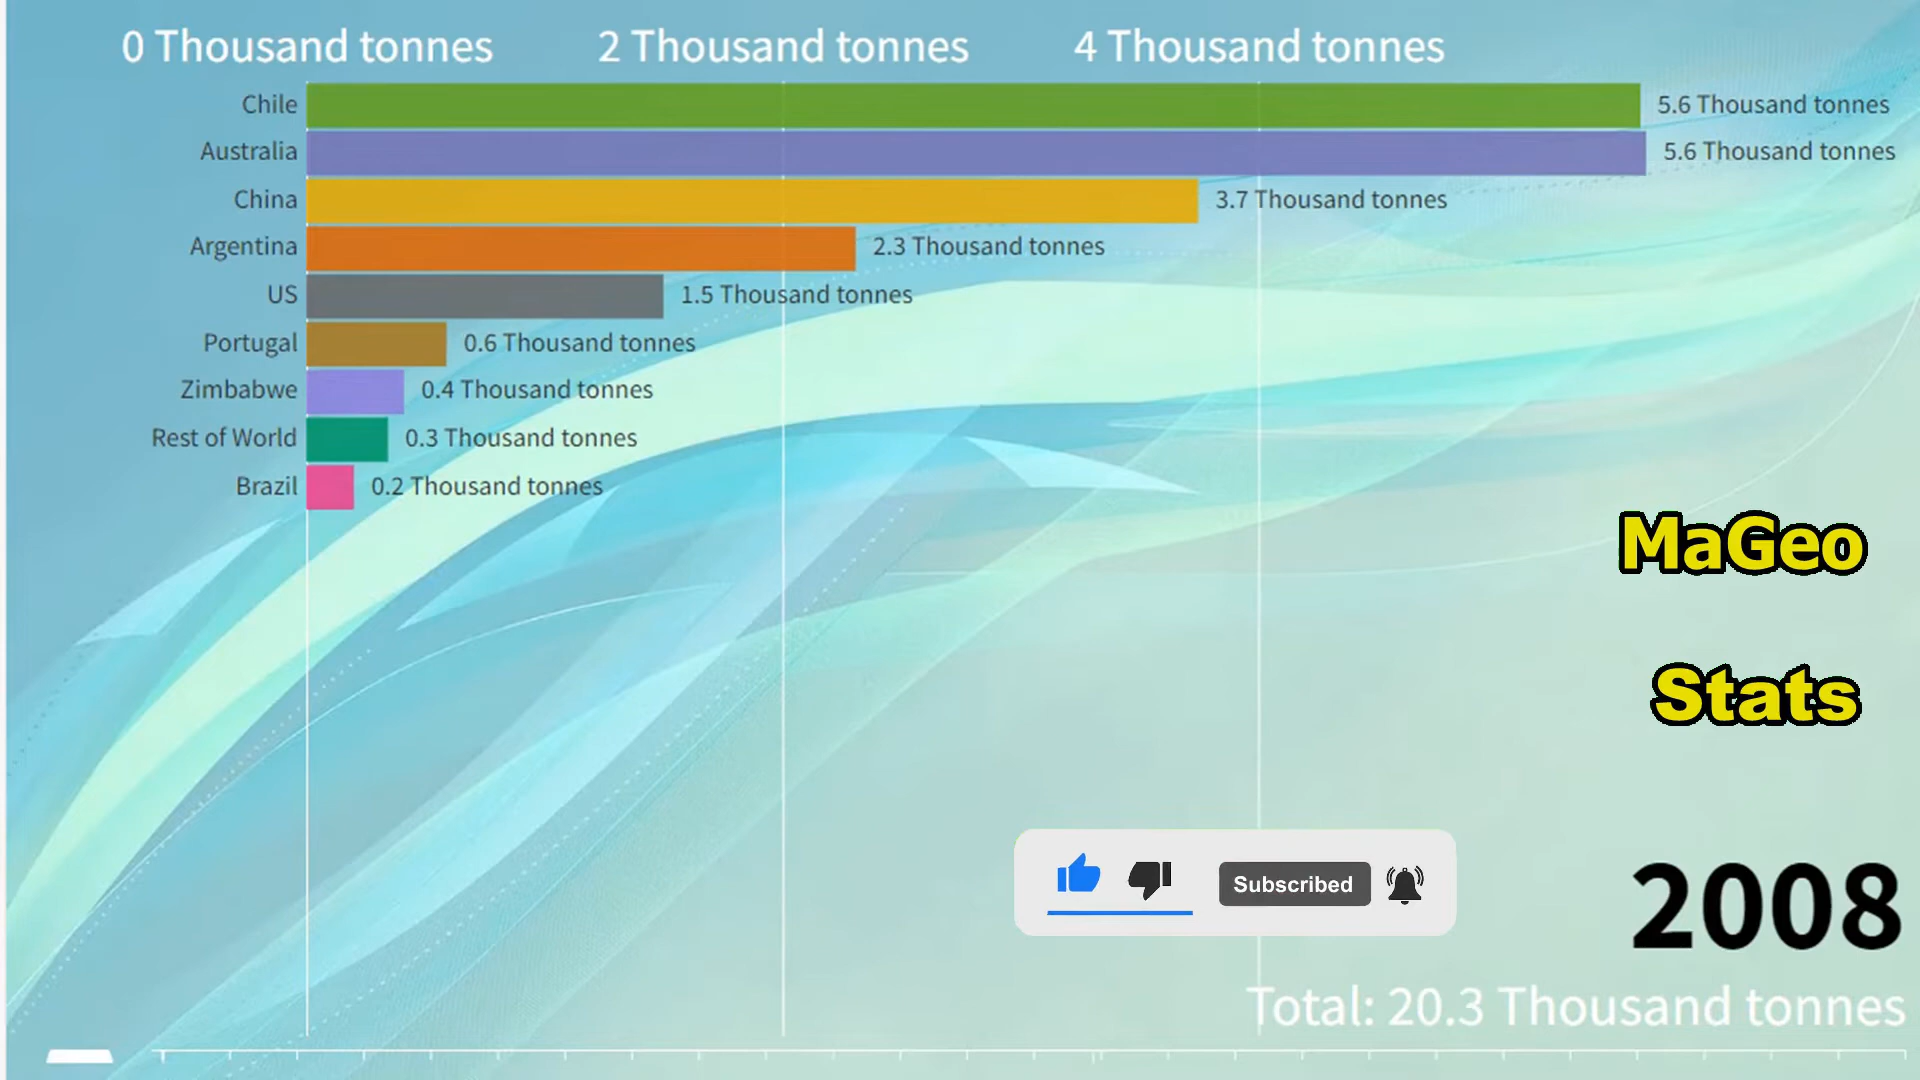 0 Thousand tonnes 2 Thousand tonnes 4 Thousand tonnes
Chile 5.6 Thousand tonnes
Australia 5.6 Thousand tonnes
China 3.7 Thousand tonnes
Argentina 2.3 Thousand tonnes
US 1.5 Thousand tonnes
Portugal 0.6 Thousand tonnes
Zimbabwe 0.4 Thousand tonnes
Rest of World 0.3 Thousand tonnes
Brazil 0.2 Thousand tonnes
MaGeo
Stats
Subscribed
2008
Total: 20.3 Thousand tonnes